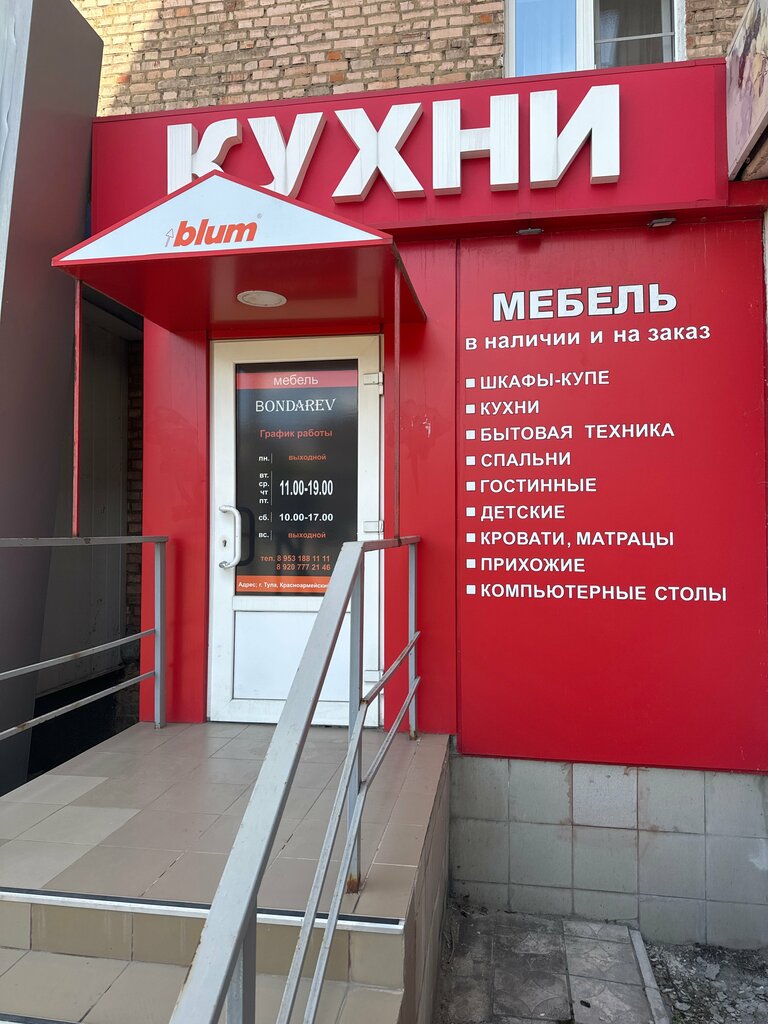 КУХНИ
blum®
МЕБЕЛЬ
в наличии и на заказ
ШКАФЫ-КУПЕ
КУХНИ
БЫТОВАЯ ТЕХНИКА
СПАЛЬНИ
ГОСТИННЫЕ
ДЕТСКИЕ
КРОВАТИ, МАТРАЦЫ
ПРИХОЖИЕ
КОМПЬЮТЕРНЫЕ СТОЛЫ
мебель
BONDAREV
График работы
пн. выходной
вт.
ср.
чт
пт.
11.00-19.00
сб. 10.00-17.00
вс. выходной
тел. 8 953 188 11 11
8 920 777 21 46
Адрес: г. Тула, Красноармейский